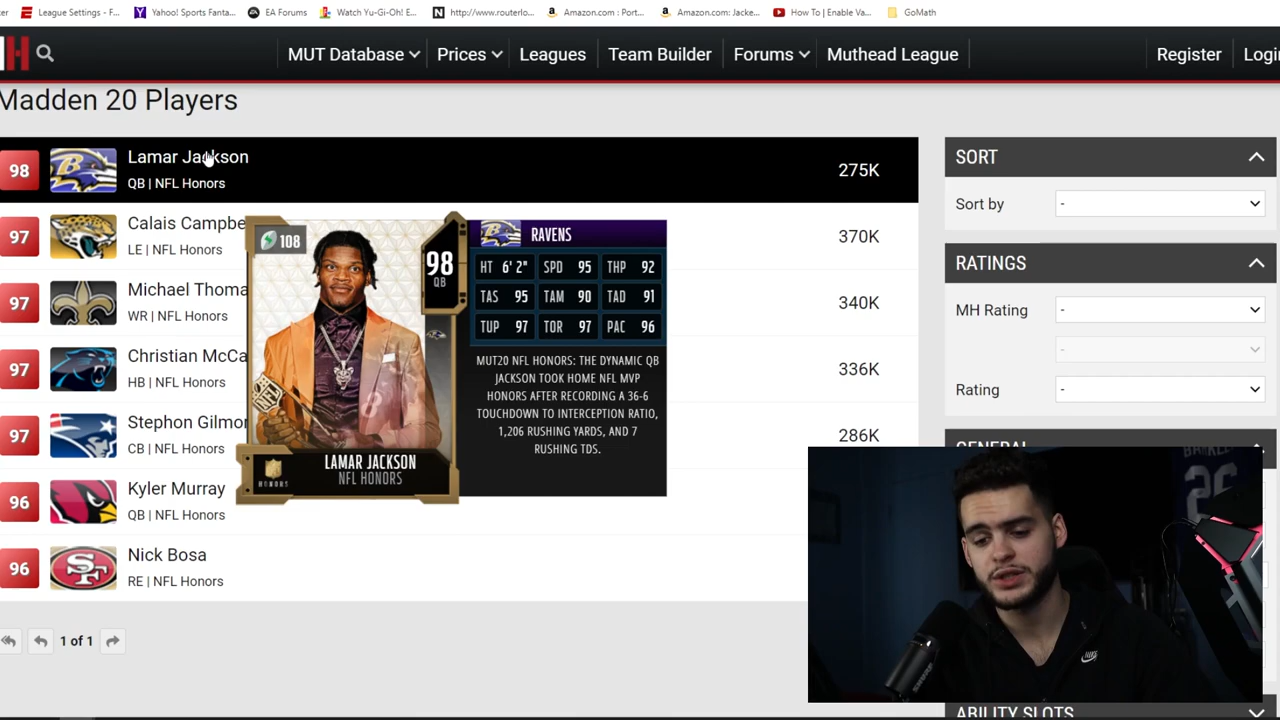 League Settings - F...
Yahoo! Sports Fanta...
EA Forums
Watch Yu-Gi-Oh! E...
http://www.routerlo...
Amazon.com : Port...
Amazon.com: Jacke...
How To | Enable Va...
GoMath
H
MUT Database
Prices
Leagues
Team Builder
Forums
Muthead League
Register
Logi
Madden 20 Players
98
Lamar Jackson
QB | NFL Honors
275K
97
Calais Campbe
LE | NFL Honors
370K
97
Michael Thoma
WR | NFL Honors
340K
97
Christian McCa
HB | NFL Honors
336K
97
Stephon Gilmor
CB | NFL Honors
286K
96
Kyler Murray
QB | NFL Honors
96
Nick Bosa
RE | NFL Honors
108
98
QB
NFL
HONORS
LAMAR JACKSON
NFL HONORS
RAVENS
HT 6' 2" SPD 95 THP 92
TAS 95 TAM 90 TAD 91
TUP 97 TOR 97 PAC 96
MUT20 NFL HONORS: THE DYNAMIC QB
JACKSON TOOK HOME NFL MVP
HONORS AFTER RECORDING A 36-6
TOUCHDOWN TO INTERCEPTION RATIO,
1,206 RUSHING YARDS, AND 7
RUSHING TDS.
1 of 1
SORT
Sort by
-
RATINGS
MH Rating
-
-
Rating
-
GENERAL
ABILITY SLOTS
26
SHURE